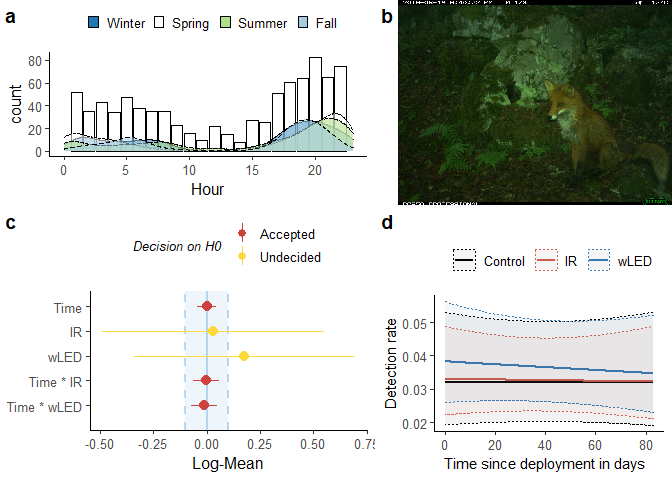 a
Winter Spring Summer Fall
count
80
60
40
20
0
0 5 10 15 20
Hour
b
c
Decision on H0
Accepted
Undecided
Time
IR
wLED
Time * IR
Time * wLED
-0.50 -0.25 0.00 0.25 0.50
Log-Mean
d
Control IR wLED
Detection rate
0.05
0.04
0.03
0.02
0 20 40 60 80
Time since deployment in days